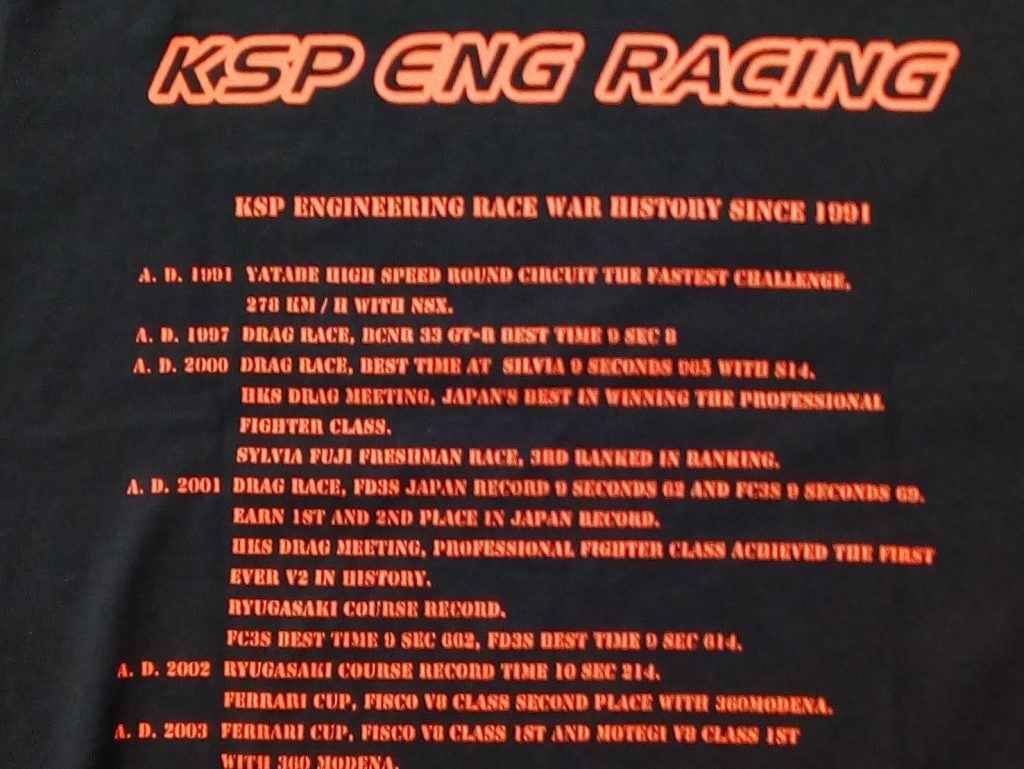 KSP ENG RACING
KSP ENGINEERING RACE WAR HISTORY SINCE 1991
A. D. 1991 YATABE HIGH SPEED ROUND CIRCUIT THE FASTEST CHALLENGE,
278 KM / H WITH NSX.
A. D. 1997 DRAG RACE, BCNR 33 GT-R BEST TIME 9 SEC 8
A. D. 2000 DRAG RACE, BEST TIME AT SILVIA 9 SECONDS WITH S14.
HKS DRAG MEETING, JAPAN'S BEST IN WINNING THE PROFESSIONAL
FIGHTER CLASS.
SYLVIA FUJI FRESHMAN RACE, 3RD RANKED IN RANKING.
A. D. 2001 DRAG RACE, FD3S JAPAN RECORD 9 SECONDS 62 AND FC3S 9 SECONDS 69.
EARN 1ST AND 2ND PLACE IN JAPAN RECORD.
HKS DRAG MEETING, PROFESSIONAL FIGHTER CLASS ACHIEVED THE FIRST
EVER V2 IN HISTORY.
RYUGASAKI COURSE RECORD.
FC3S BEST TIME 9 SEC 602, FD3S BEST TIME 9 SEC 614.
A. D. 2002 RYUGASAKI COURSE RECORD TIME 10 SEC 214.
FERRARI CUP, FISCO V8 CLASS SECOND PLACE WITH 360MODENA.
A. D. 2003 FERRARI CUP, FISCO V8 CLASS 1ST AND MOTEGI V8 CLASS 1ST
WITH 360 MODENA.